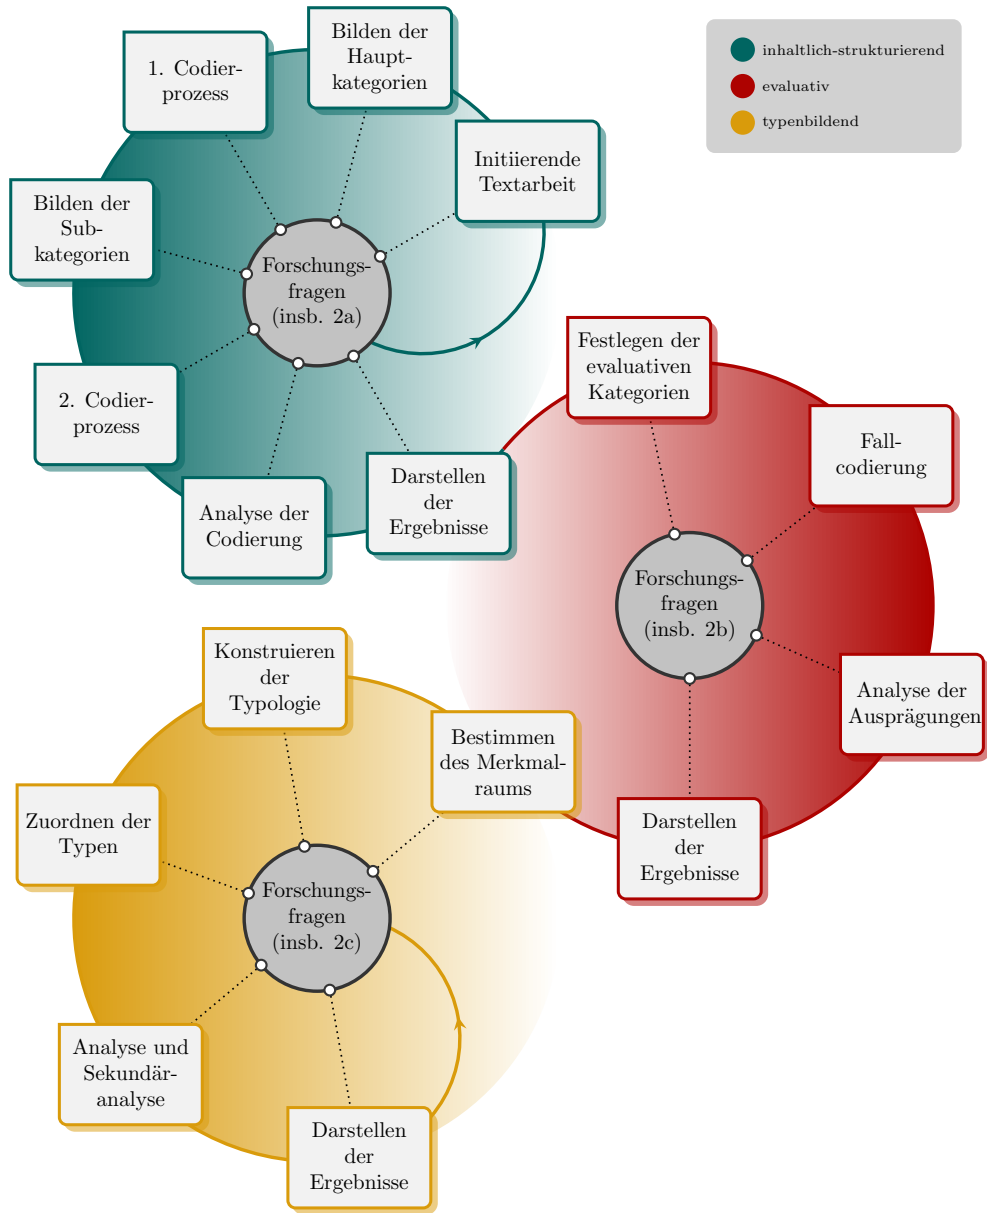 inhaltlich-strukturierend
evaluativ
typenbildend
Bilden der
Haupt-
kategorien
1. Codier-
prozess
Initiierende
Textarbeit
Bilden der
Sub-
kategorien
Forschungs-
fragen
(insb. 2a)
2. Codier-
prozess
Analyse der
Codierung
Darstellen
der
Ergebnisse
Festlegen der
evaluativen
Kategorien
Fall-
codierung
Forschungs-
fragen
(insb. 2b)
Analyse der
Ausprägungen
Darstellen
der
Ergebnisse
Konstruieren
der
Typologie
Bestimmen
des Merkmal-
raums
Zuordnen der
Typen
Forschungs-
fragen
(insb. 2c)
Analyse und
Sekundär-
analyse
Darstellen
der
Ergebnisse